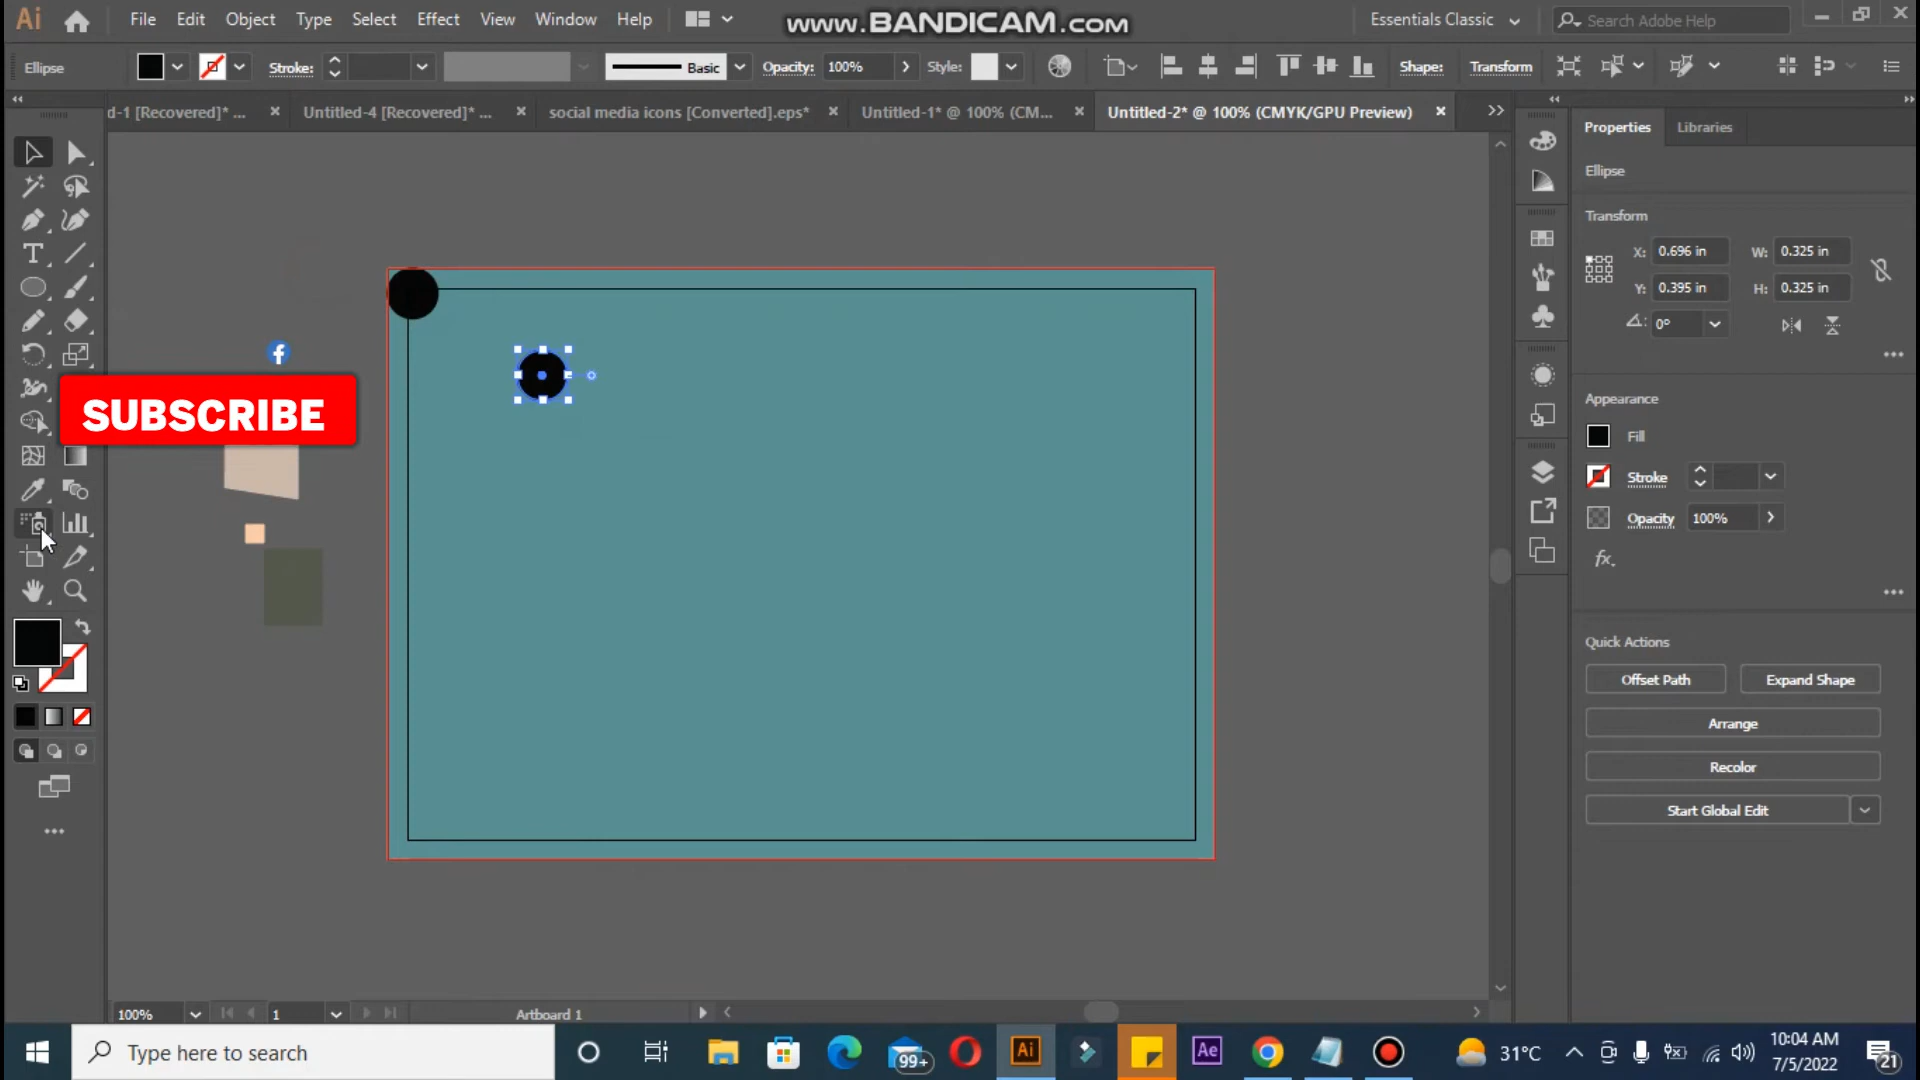 Ai File Edit Object Type Select Effect View Window Help www.BANDICAM.com Essentials Classic Search Adobe Help
Ellipse Stroke: Basic Opacity: 100% Style: Shape: Transform
d-1 [Recovered]* ... Untitled-4 [Recovered]* ... social media icons [Converted].eps* Untitled-1* @ 100% (CM... Untitled-2* @ 100% (CMYK/GPU Preview)
Properties Libraries
Ellipse
Transform
X: 0.696 in W: 0.325 in
Y: 0.395 in H: 0.325 in
0°
SUBSCRIBE
Appearance
Fill
Stroke
Opacity 100%
fx.
Quick Actions
Offset Path Expand Shape
Arrange
Recolor
Start Global Edit
100% 1 Artboard 1
Type here to search 99+ Ai Ae 31°C 10:04 AM
7/5/2022 21